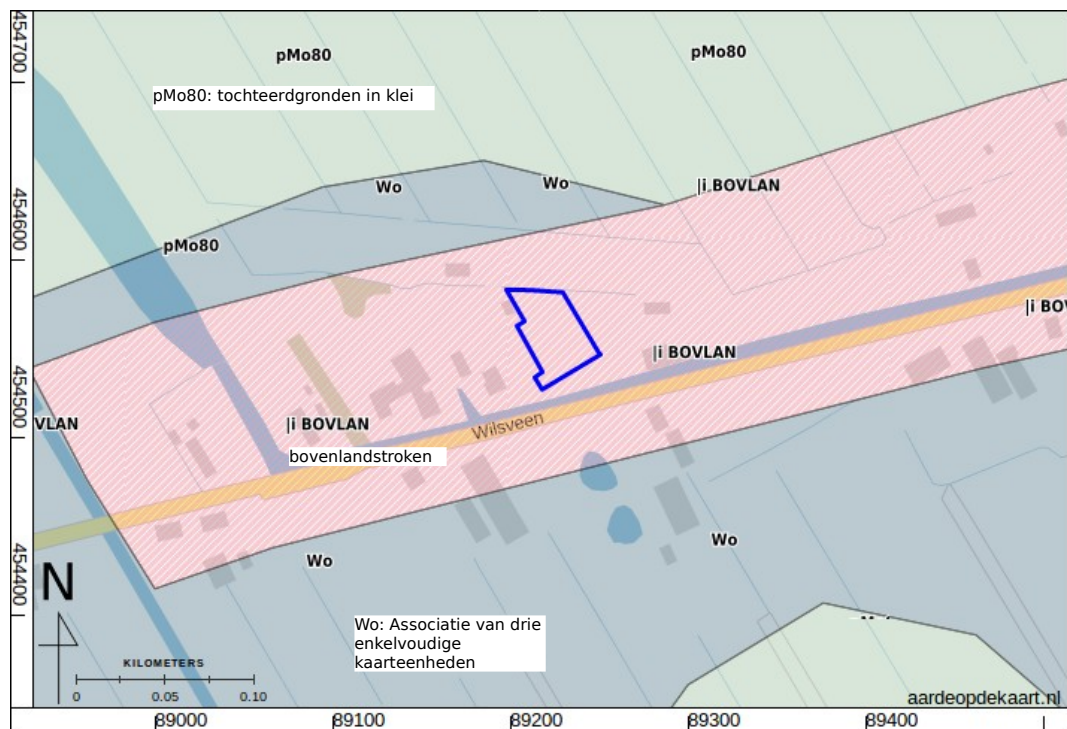 454700
pMo80
pMo80
pMo80: tochteerdgronden in klei
Wo
Wo
|i BOVLAN
454600
pMo80
|i BOV
|i BOVLAN
454500
VLAN
|i BOVLAN
Wilsveen
bovenlandstroken
Wo
Wo
454400
N
Wo: Associatie van drie
enkelvoudige
kaarteenheden
KILOMETERS
0 0.05 0.10
aardeopdekaart.nl
89000 89100 89200 89300 89400